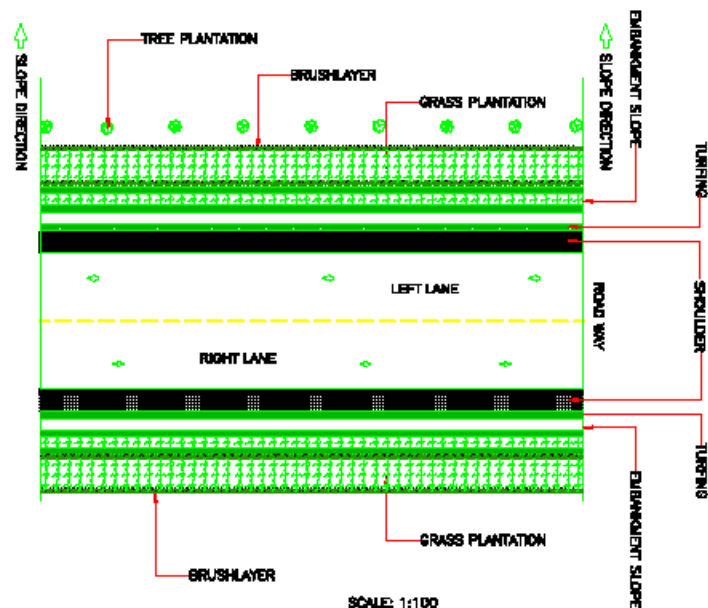 TREE PLANTATION
BRUSHLAYER
GRASS PLANTATION
SLOPE DIRECTION
SLOPE DIRECTION
EMBANKMENT SLOPE
TURFING
SHOULDER
LEFT LANE
ROAD WAY
RIGHT LANE
TURFING
EMBANKMENT SLOPE
GRASS PLANTATION
BRUSHLAYER
SCALE: 1:100